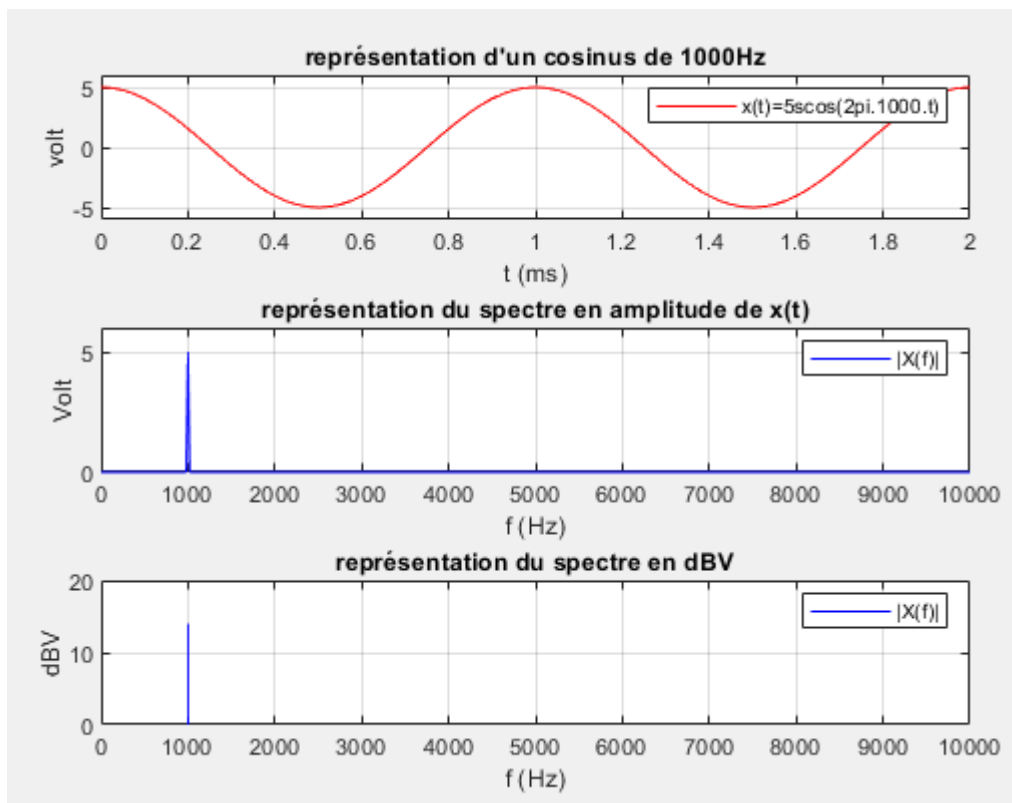 représentation d'un cosinus de 1000Hz
x(t)=5scos(2pi.1000.t)
volt
5
0
-5
0 0.2 0.4 0.6 0.8 1 1.2 1.4 1.6 1.8 2
t (ms)
représentation du spectre en amplitude de x(t)
|X(f)|
Volt
5
0
0 1000 2000 3000 4000 5000 6000 7000 8000 9000 10000
f (Hz)
représentation du spectre en dBV
|X(f)|
dBV
20
10
0
0 1000 2000 3000 4000 5000 6000 7000 8000 9000 10000
f (Hz)